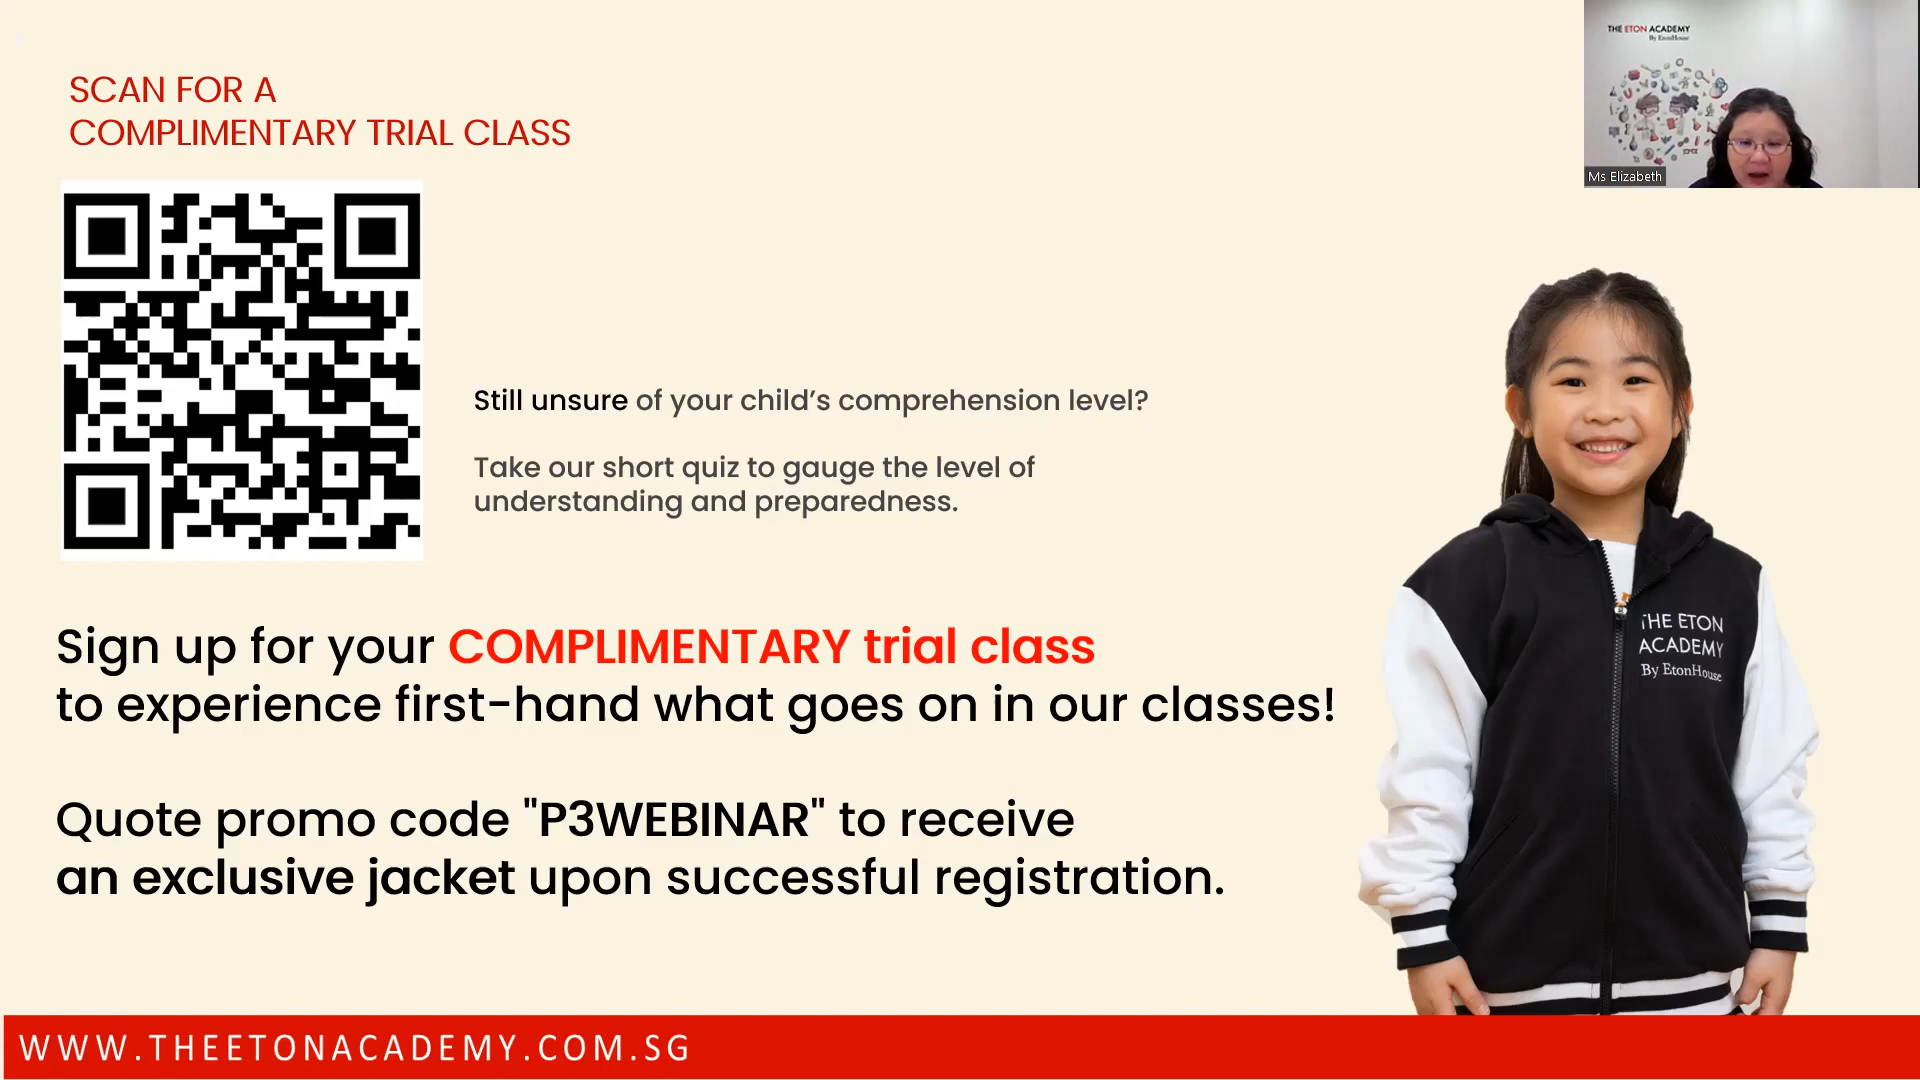 THE ETON ACADEMY
By EtonHouse
Ms Elizabeth
SCAN FOR A
COMPLIMENTARY TRIAL CLASS
Still unsure of your child’s comprehension level?
Take our short quiz to gauge the level of
understanding and preparedness.
Sign up for your COMPLIMENTARY trial class
to experience first-hand what goes on in our classes!
Quote promo code "P3WEBINAR" to receive
an exclusive jacket upon successful registration.
THE ETON
ACADEMY
By EtonHouse
WWW.THEETONACADEMY.COM.SG